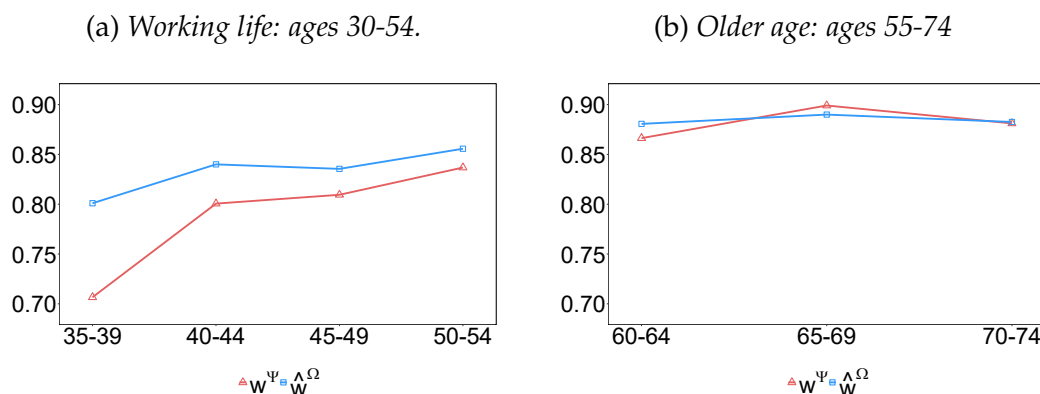 (a) Working life: ages 30-54.
0.90
0.85
0.80
0.75
0.70
35-39 40-44 45-49 50-54
w^Ψ ŵ^Ω
(b) Older age: ages 55-74
0.90
0.85
0.80
0.75
0.70
60-64 65-69 70-74
w^Ψ ŵ^Ω